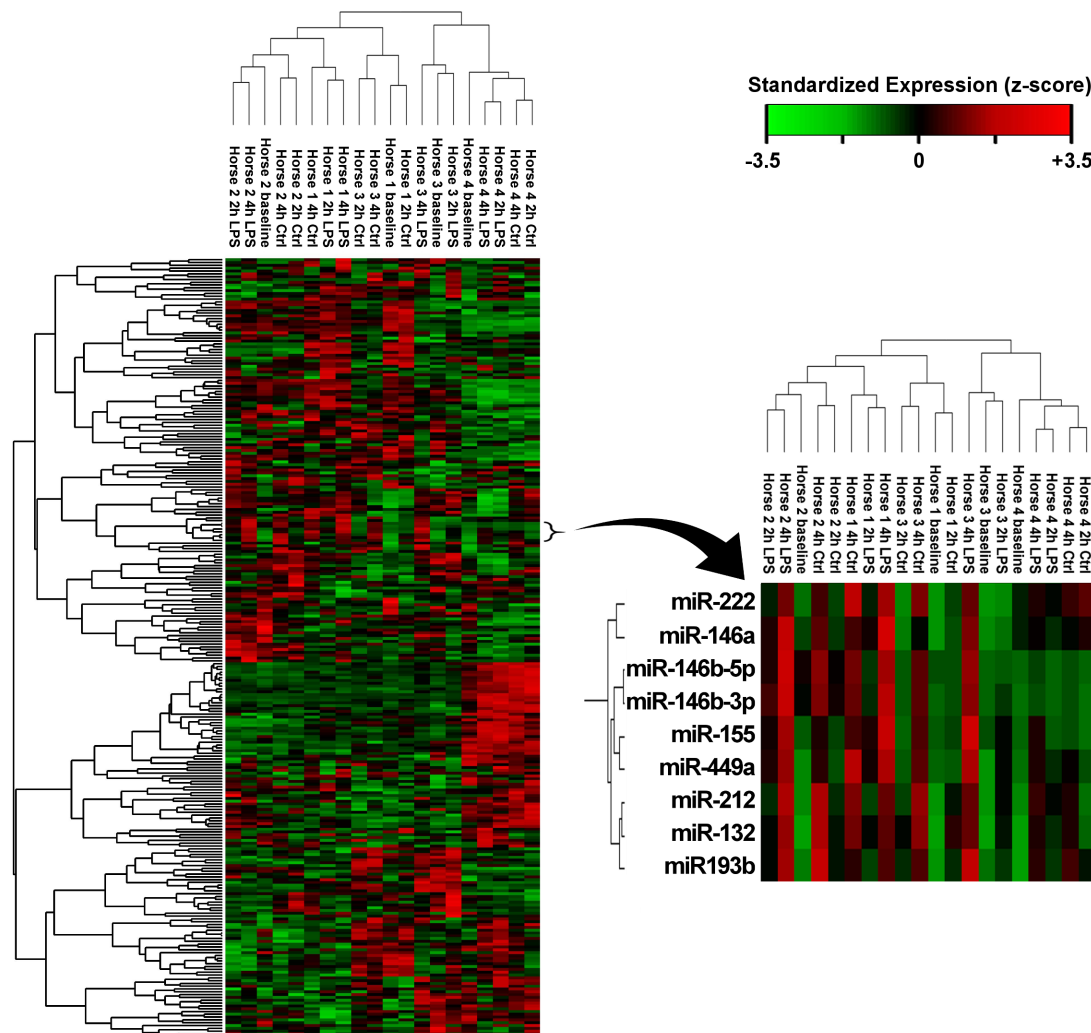 Standardized Expression (z-score)
-3.5 0 +3.5
Horse 2 2h LPS
Horse 2 4h LPS
Horse 2 baseline
Horse 2 4h Ctrl
Horse 2 2h Ctrl
Horse 1 4h Ctrl
Horse 1 2h LPS
Horse 1 4h LPS
Horse 3 2h Ctrl
Horse 3 4h Ctrl
Horse 1 baseline
Horse 1 2h Ctrl
Horse 3 4h LPS
Horse 3 baseline
Horse 3 2h LPS
Horse 4 baseline
Horse 4 4h LPS
Horse 4 2h LPS
Horse 4 4h Ctrl
Horse 4 2h Ctrl
Horse 2 2h LPS
Horse 2 4h LPS
Horse 2 baseline
Horse 2 4h Ctrl
Horse 2 2h Ctrl
Horse 1 4h Ctrl
Horse 1 2h LPS
Horse 1 4h LPS
Horse 3 2h Ctrl
Horse 3 4h Ctrl
Horse 1 baseline
Horse 1 2h Ctrl
Horse 3 4h LPS
Horse 3 baseline
Horse 3 2h LPS
Horse 4 baseline
Horse 4 4h LPS
Horse 4 2h LPS
Horse 4 4h Ctrl
Horse 4 2h Ctrl
miR-222
miR-146a
miR-146b-5p
miR-146b-3p
miR-155
miR-449a
miR-212
miR-132
miR193b